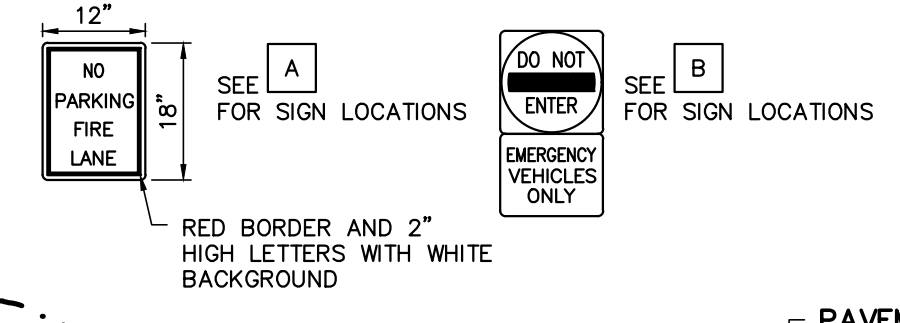 12"
NO
PARKING
FIRE
LANE
18"
SEE A
FOR SIGN LOCATIONS
RED BORDER AND 2"
HIGH LETTERS WITH WHITE
BACKGROUND
DO NOT
ENTER
EMERGENCY
VEHICLES
ONLY
SEE B
FOR SIGN LOCATIONS